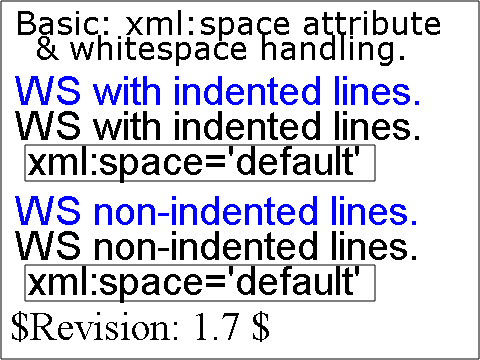 Basic: xml:space attribute
& whitespace handling.
WS with indented lines.
WS with indented lines.
xml:space='default'
WS non-indented lines.
WS non-indented lines.
xml:space='default'
$Revision: 1.7 $